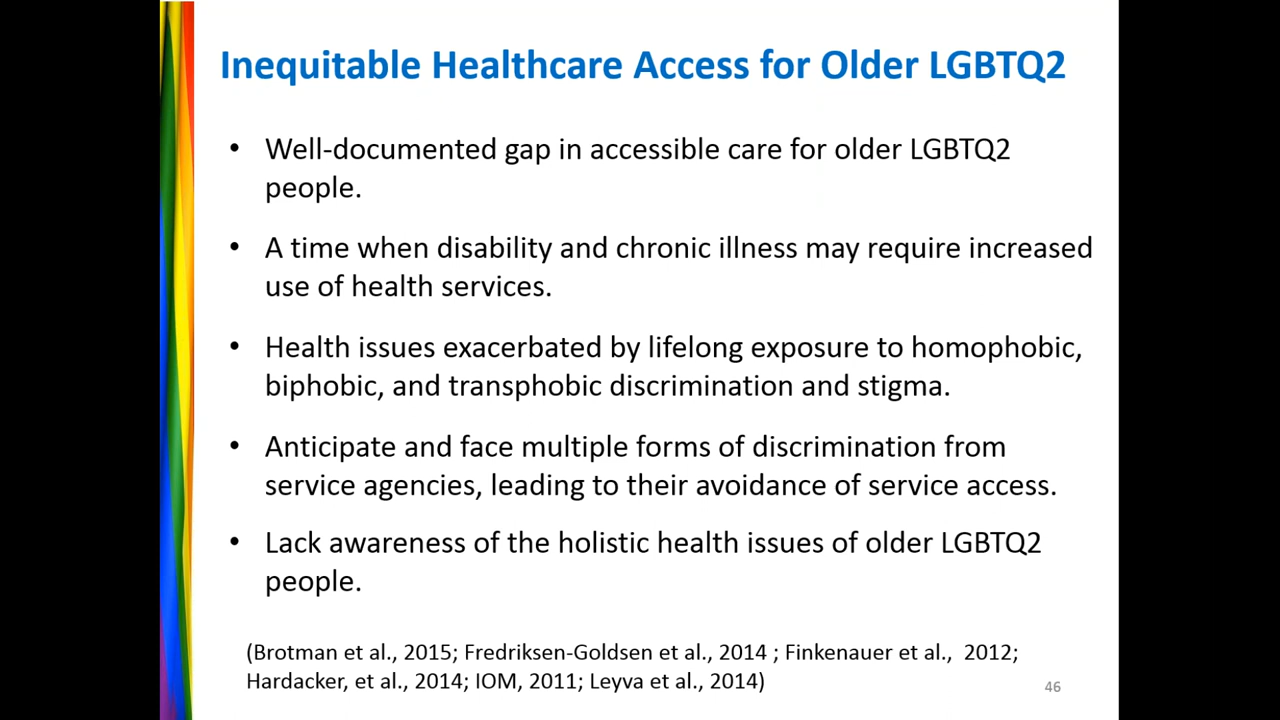 Inequitable Healthcare Access for Older LGBTQ2
• Well-documented gap in accessible care for older LGBTQ2
people.
• A time when disability and chronic illness may require increased
use of health services.
• Health issues exacerbated by lifelong exposure to homophobic,
biphobic, and transphobic discrimination and stigma.
• Anticipate and face multiple forms of discrimination from
service agencies, leading to their avoidance of service access.
• Lack awareness of the holistic health issues of older LGBTQ2
people.
(Brotman et al., 2015; Fredriksen-Goldsen et al., 2014 ; Finkenauer et al.,  2012;
Hardacker, et al., 2014; IOM, 2011; Leyva et al., 2014)
46